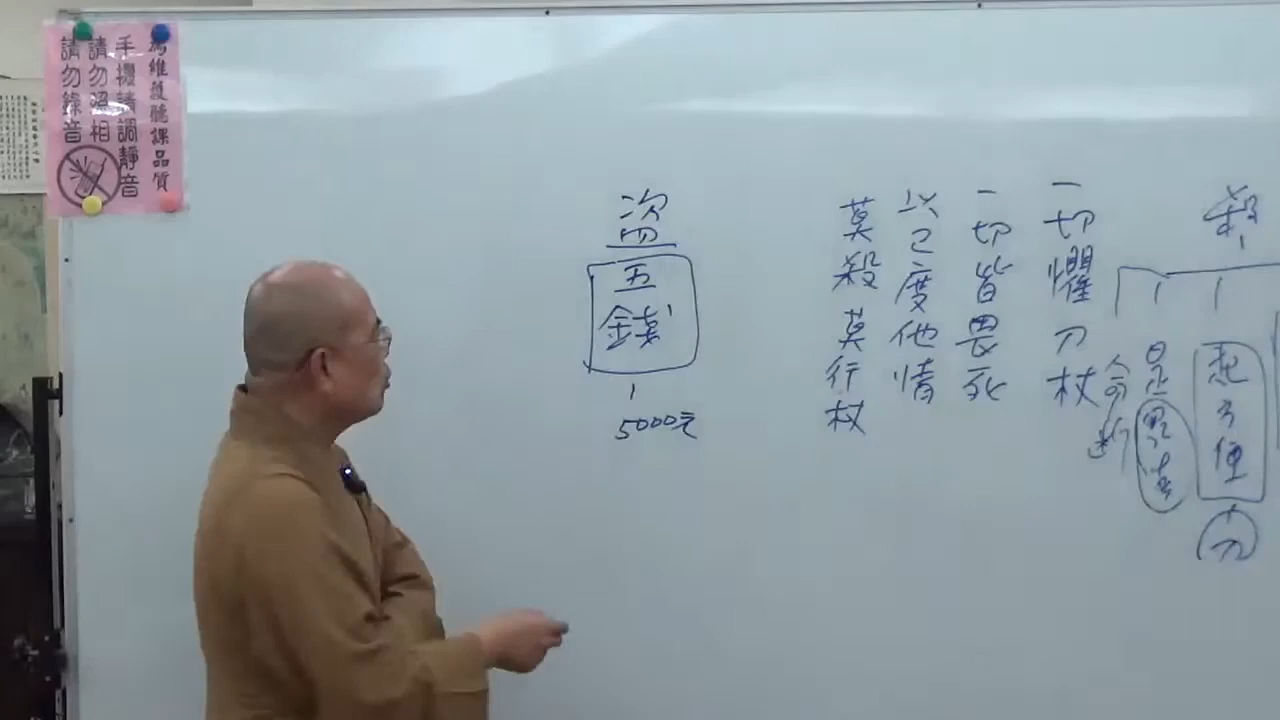 為維護聽課品質
手機請調靜音
請勿照相
請勿錄音
殺
起方便
是
命斷
一切懼刀杖
一切皆畏死
以己度他情
莫殺莫行杖
盜
五錢
5000元